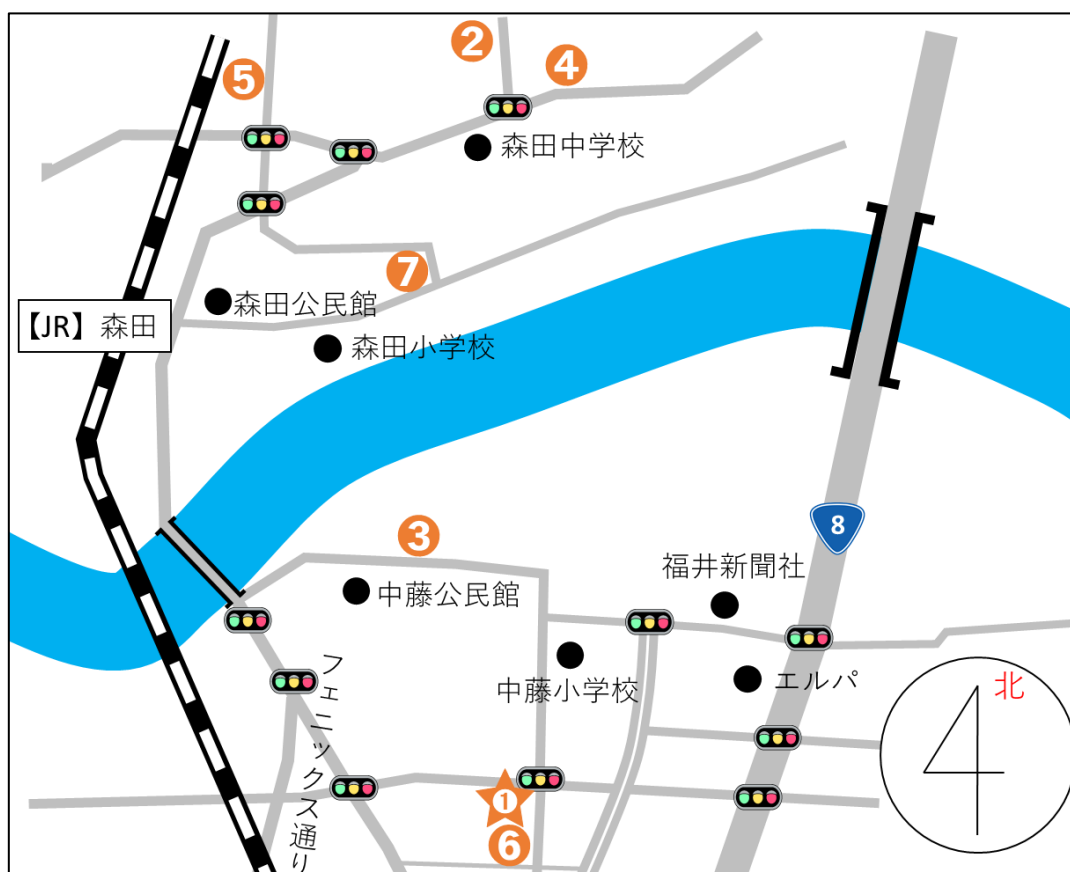 2
4
5
森田中学校
7
森田公民館
【JR】森田
森田小学校
3
8
福井新聞社
中藤公民館
中藤小学校
エルパ
北
フェニックス通り
1
6